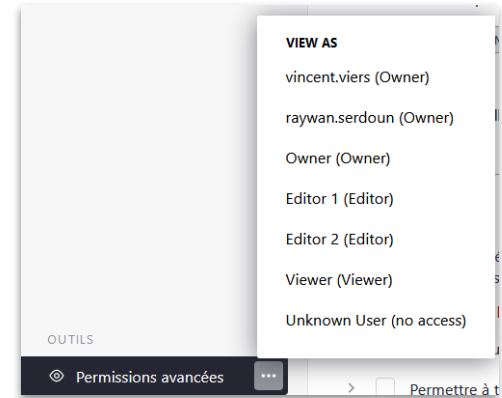 VIEW AS
vincent.viers (Owner)
raywan.serdoun (Owner)
Owner (Owner)
Editor 1 (Editor)
Editor 2 (Editor)
Viewer (Viewer)
Unknown User (no access)
OUTILS
Permissions avancées
Permettre à t